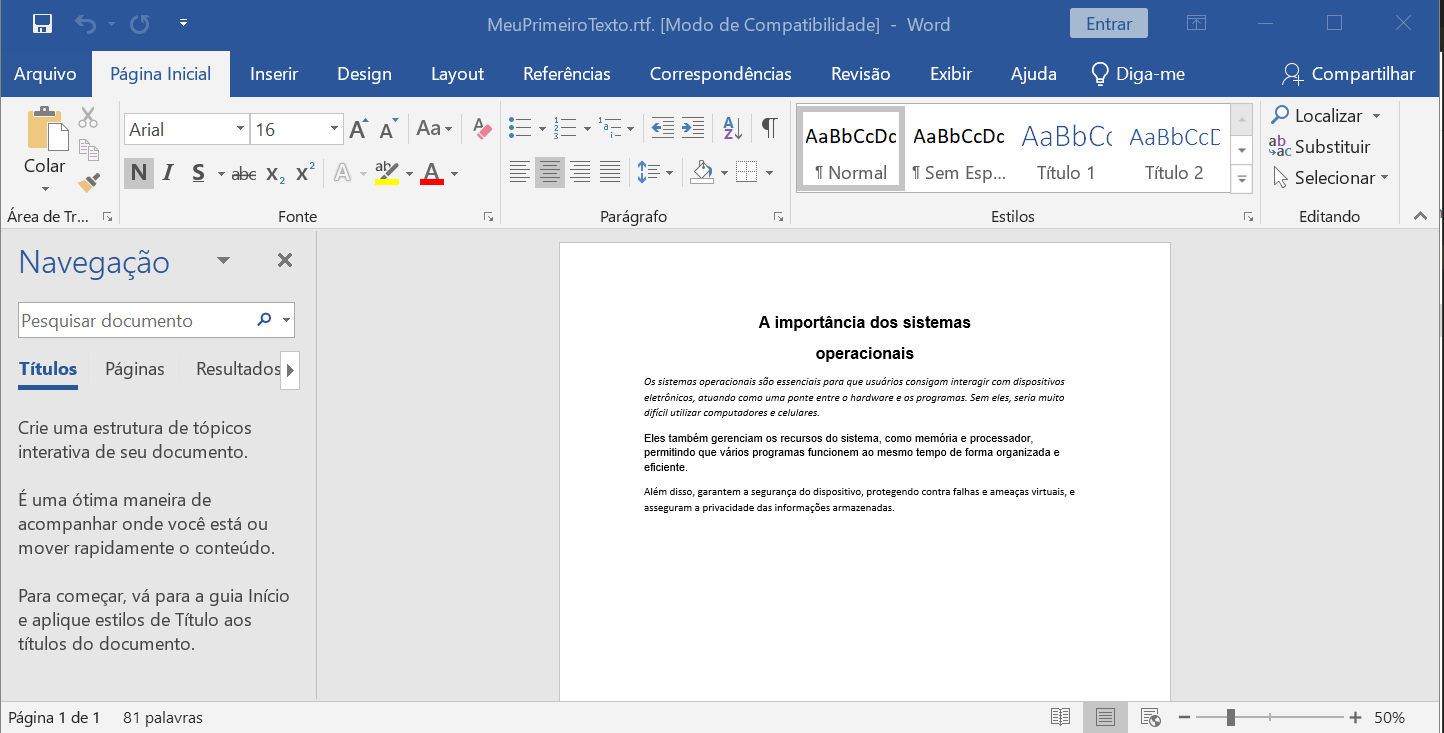 MeuPrimeiroTexto.rtf. [Modo de Compatibilidade] - Word
Entrar
Arquivo
Página Inicial
Inserir
Design
Layout
Referências
Correspondências
Revisão
Exibir
Ajuda
Diga-me
Compartilhar
Colar
Área de Tr...
Arial
16
A A Aa
N I S abc X₂ X² A ab A
Fonte
Parágrafo
AaBbCcDc
¶ Normal
AaBbCcDc
¶ Sem Esp...
AaBbCc
Título 1
AaBbCcD
Título 2
Estilos
Localizar
Substituir
Selecionar
Editando
Navegação
Pesquisar documento
Títulos
Páginas
Resultados
Crie uma estrutura de tópicos
interativa de seu documento.
É uma ótima maneira de
acompanhar onde você está ou
mover rapidamente o conteúdo.
Para começar, vá para a guia Início
e aplique estilos de Título aos
títulos do documento.
A importância dos sistemas
operacionais
Os sistemas operacionais são essenciais para que usuários consigam interagir com dispositivos
eletrônicos, atuando como uma ponte entre o hardware e os programas. Sem eles, seria muito
difícil utilizar computadores e celulares.
Eles também gerenciam os recursos do sistema, como memória e processador,
permitindo que vários programas funcionem ao mesmo tempo de forma organizada e
eficiente.
Além disso, garantem a segurança do dispositivo, protegendo contra falhas e ameaças virtuais, e
asseguram a privacidade das informações armazenadas.
Página 1 de 1
81 palavras
50%